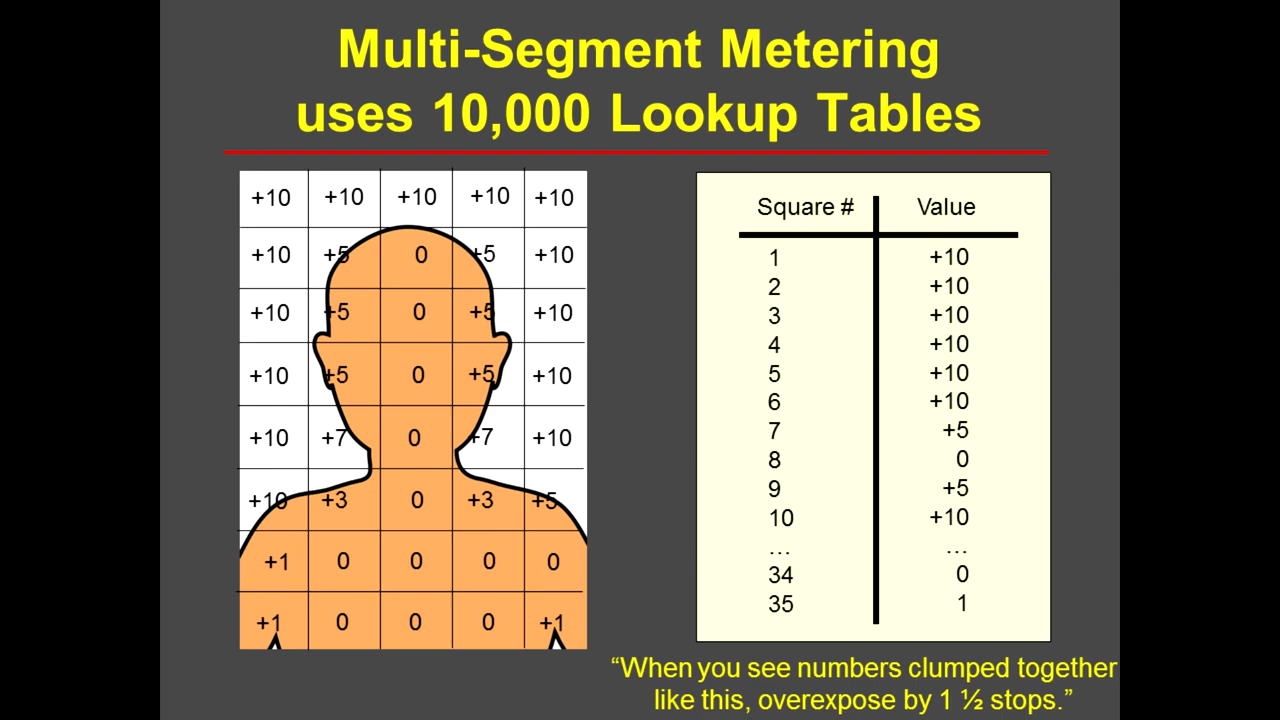 Multi-Segment Metering
uses 10,000 Lookup Tables
+10 +10 +10 +10 +10
+10 +5 0 +5 +10
+10 +5 0 +5 +10
+10 +5 0 +5 +10
+10 +7 0 +7 +10
+10 +3 0 +3 +5
+1 0 0 0 0
+1 0 0 0 +1
Square # Value
1 +10
2 +10
3 +10
4 +10
5 +10
6 +10
7 +5
8 0
9 +5
10 +10
… …
34 0
35 1
“When you see numbers clumped together
like this, overexpose by 1 ½ stops.”